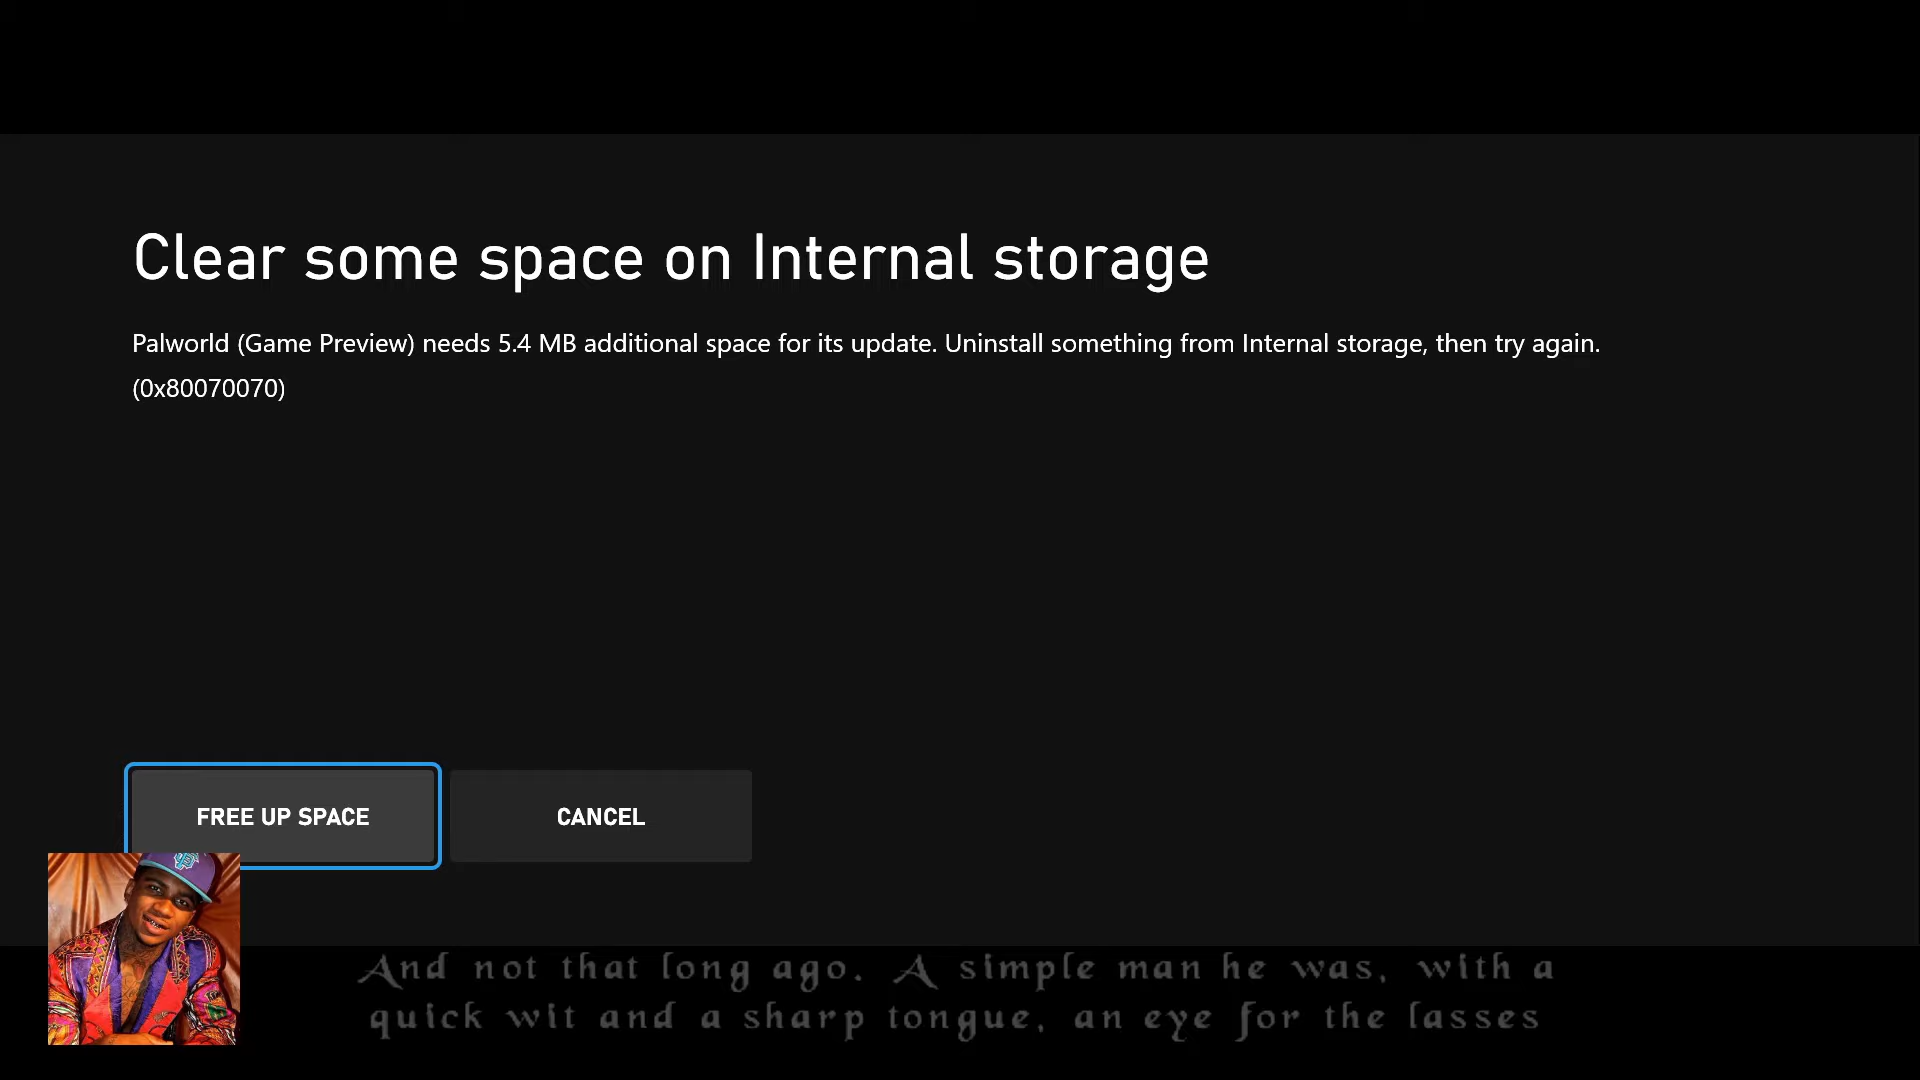 Clear some space on Internal storage
Palworld (Game Preview) needs 5.4 MB additional space for its update. Uninstall something from Internal storage, then try again.
(0x80070070)
FREE UP SPACE
CANCEL
And not that long ago. A simple man he was, with a
quick wit and a sharp tongue, an eye for the lasses